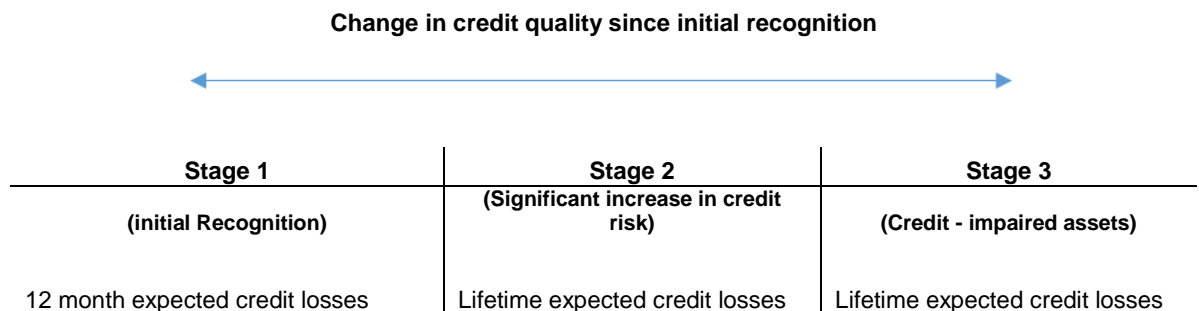 Change in credit quality since initial recognition
Stage 1 Stage 2 Stage 3
(initial Recognition) (Significant increase in credit
risk) (Credit - impaired assets)
12 month expected credit losses Lifetime expected credit losses Lifetime expected credit losses